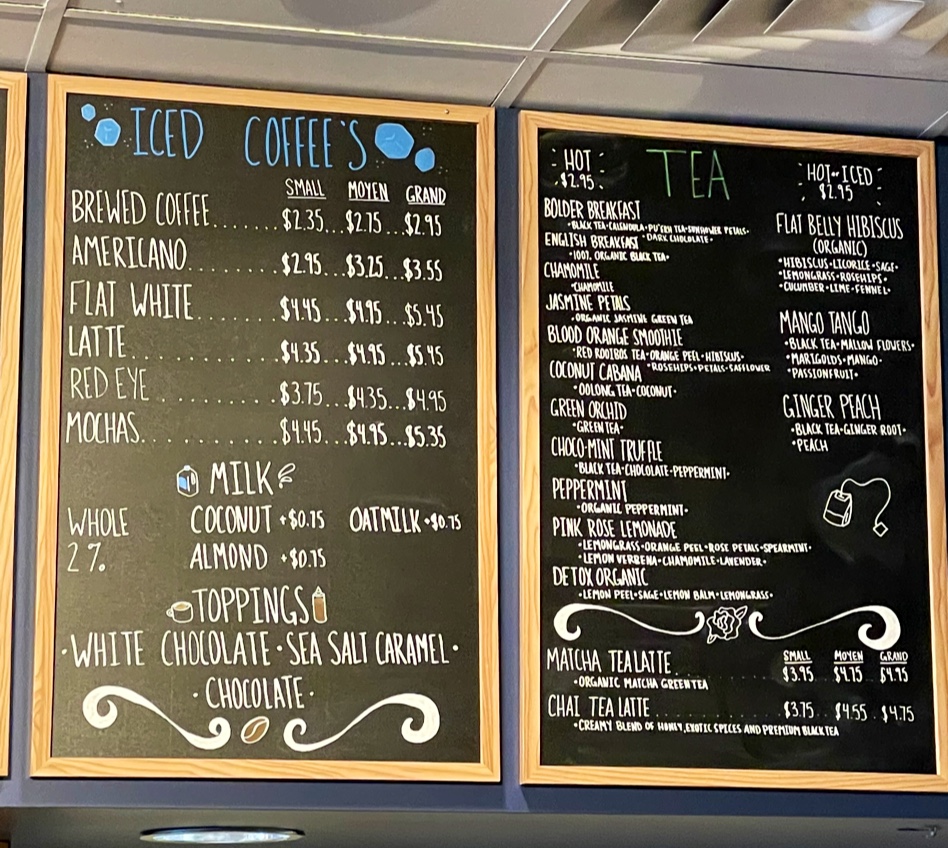 ICED COFFEE'S
SMALL MOYEN GRAND
BREWED COFFEE.......$2.35...$2.75...$2.95
AMERICANO.........$2.95...$3.25...$3.55
FLAT WHITE........$4.45...$4.95...$5.45
LATTE.............$4.35...$4.95...$5.45
RED EYE...........$3.75...$4.35...$4.95
MOCHAS............$4.45...$4.95...$5.35
MILK
WHOLE COCONUT +$0.75 OATMILK +$0.75
2% ALMOND +$0.75
TOPPINGS
•WHITE CHOCOLATE•SEA SALT CARAMEL•
•CHOCOLATE•
HOT
$2.95
TEA
HOT or ICED
$2.95
BOLDER BREAKFAST
•BLACK TEA•CALENDULA•PU'ERH TEA•SUNFLOWER PETALS•
•DARK CHOCOLATE•
ENGLISH BREAKFAST
•100% ORGANIC BLACK TEA•
CHAMOMILE
•CHAMOMILE
JASMINE PETALS
•ORGANIC JASMINE GREEN TEA
BLOOD ORANGE SMOOTHIE
•RED ROOIBOS TEA•ORANGE PEEL•HIBISCUS•
•ROSEHIPS•PETALS•SAFFLOWER
COCONUT CABANA
•OOLONG TEA•COCONUT•
GREEN ORCHID
•GREEN TEA•
CHOCO-MINT TRUFFLE
•BLACK TEA•CHOCOLATE•PEPPERMINT•
PEPPERMINT
•ORGANIC PEPPERMINT•
PINK ROSE LEMONADE
•LEMONGRASS•ORANGE PEEL•ROSE PETALS•SPEARMINT•
•LEMON VERBENA•CHAMOMILE•LAVENDER•
DETOX ORGANIC
•LEMON PEEL•SAGE•LEMON BALM•LEMONGRASS•
FLAT BELLY HIBISCUS
(ORGANIC)
•HIBISCUS•LICORICE•SAGE•
•LEMONGRASS•ROSEHIPS•
•CUCUMBER•LIME•FENNEL•
MANGO TANGO
•BLACK TEA•MALLOW FLOWERS•
•MARIGOLDS•MANGO•
•PASSIONFRUIT•
GINGER PEACH
•BLACK TEA•GINGER ROOT•
•PEACH
SMALL MOYEN GRAND
MATCHA TEA LATTE..........$3.95 $4.75 $4.95
•ORGANIC MATCHA GREEN TEA
CHAI TEA LATTE............$3.75..$4.55..$4.75
•CREAMY BLEND OF HONEY, EXOTIC SPICES AND PREMIUM BLACK TEA